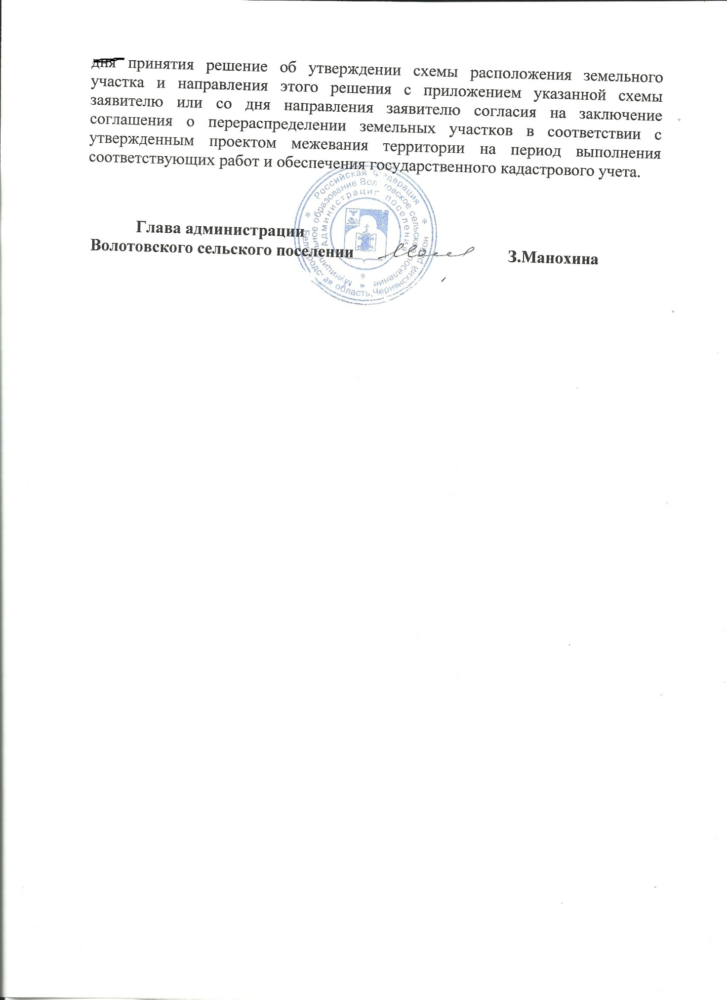 дня принятия решение об утверждении схемы расположения земельного
участка и направления этого решения с приложением указанной схемы
заявителю или со дня направления заявителю согласия на заключение
соглашения о перераспределении земельных участков в соответствии с
утвержденным проектом межевания территории на период выполнения
соответствующих работ и обеспечения государственного кадастрового учета.
Глава администрации
Волотовского сельского поселении
З.Манохина
Российская Федерация
Белгородская область, Чернянский район
Муниципальное образование Волотовское сельское поселение
Администрация поселения